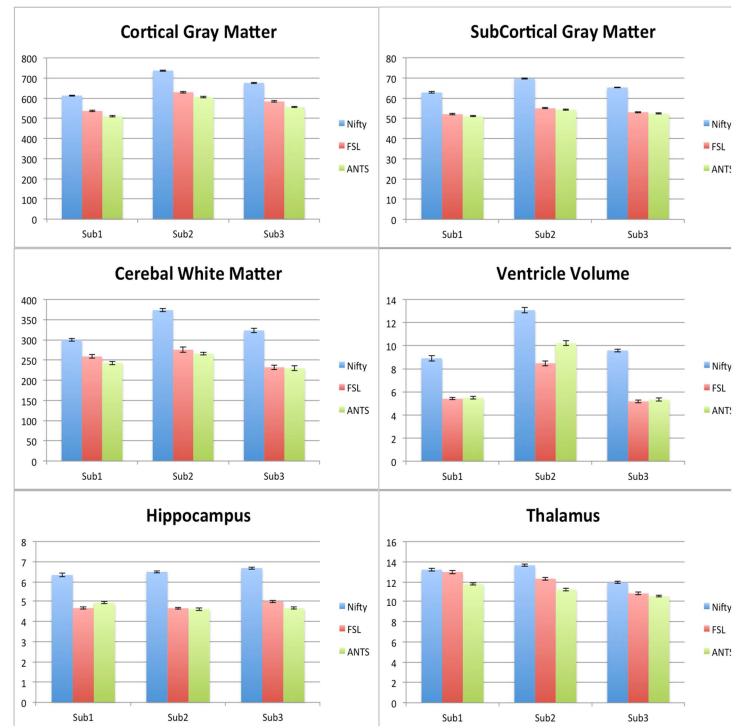 Cortical Gray Matter
800
700
600
500
400
300
200
100
0
Sub1 Sub2 Sub3
Nifty
FSL
ANTS
SubCortical Gray Matter
80
70
60
50
40
30
20
10
0
Sub1 Sub2 Sub3
Nifty
FSL
ANTS
Cerebal White Matter
400
350
300
250
200
150
100
50
0
Sub1 Sub2 Sub3
Nifty
FSL
ANTS
Ventricle Volume
14
12
10
8
6
4
2
0
Sub1 Sub2 Sub3
Nifty
FSL
ANTS
Hippocampus
8
7
6
5
4
3
2
1
0
Sub1 Sub2 Sub3
Nifty
FSL
ANTS
Thalamus
16
14
12
10
8
6
4
2
0
Sub1 Sub2 Sub3
Nifty
FSL
ANTS